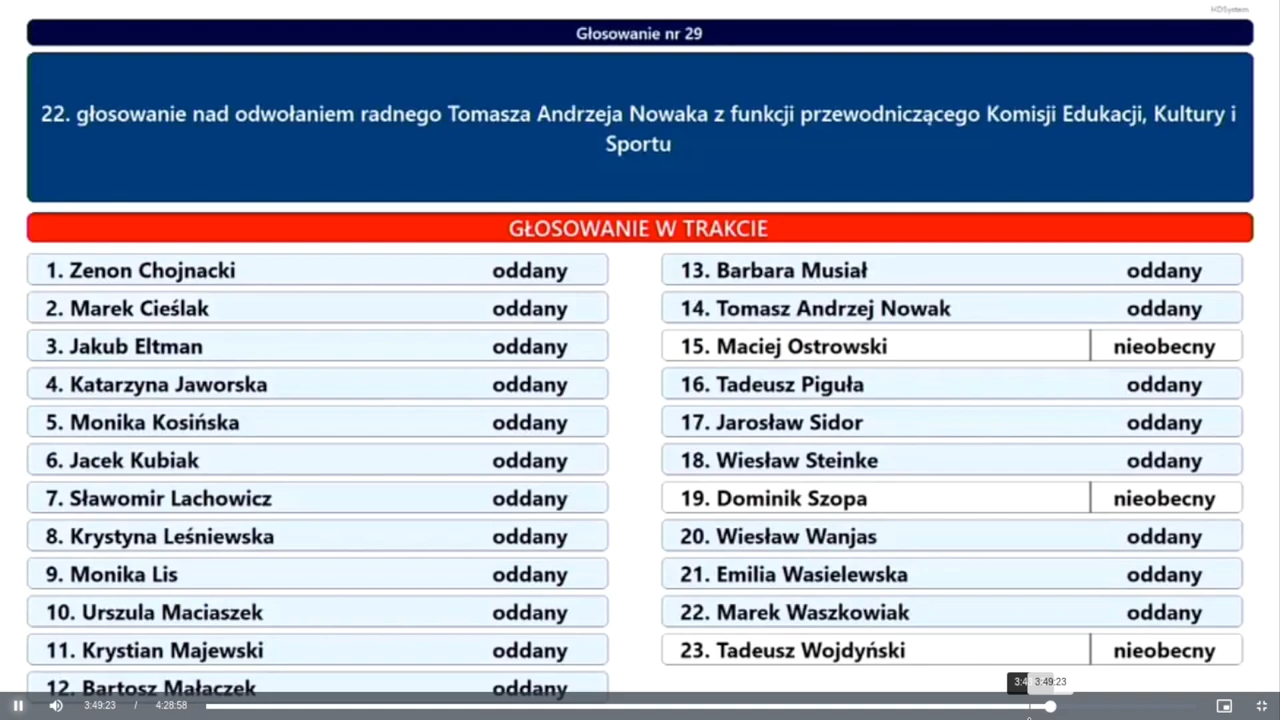 HDSystem
Głosowanie nr 29
22. głosowanie nad odwołaniem radnego Tomasza Andrzeja Nowaka z funkcji przewodniczącego Komisji Edukacji, Kultury i
Sportu
GŁOSOWANIE W TRAKCIE
1. Zenon Chojnacki oddany
2. Marek Cieślak oddany
3. Jakub Eltman oddany
4. Katarzyna Jaworska oddany
5. Monika Kosińska oddany
6. Jacek Kubiak oddany
7. Sławomir Lachowicz oddany
8. Krystyna Leśniewska oddany
9. Monika Lis oddany
10. Urszula Maciaszek oddany
11. Krystian Majewski oddany
12. Bartosz Małaczek oddany
13. Barbara Musiał oddany
14. Tomasz Andrzej Nowak oddany
15. Maciej Ostrowski nieobecny
16. Tadeusz Piguła oddany
17. Jarosław Sidor oddany
18. Wiesław Steinke oddany
19. Dominik Szopa nieobecny
20. Wiesław Wanjas oddany
21. Emilia Wasielewska oddany
22. Marek Waszkowiak oddany
23. Tadeusz Wojdyński nieobecny
3:49:23
3:49:23 / 4:28:58